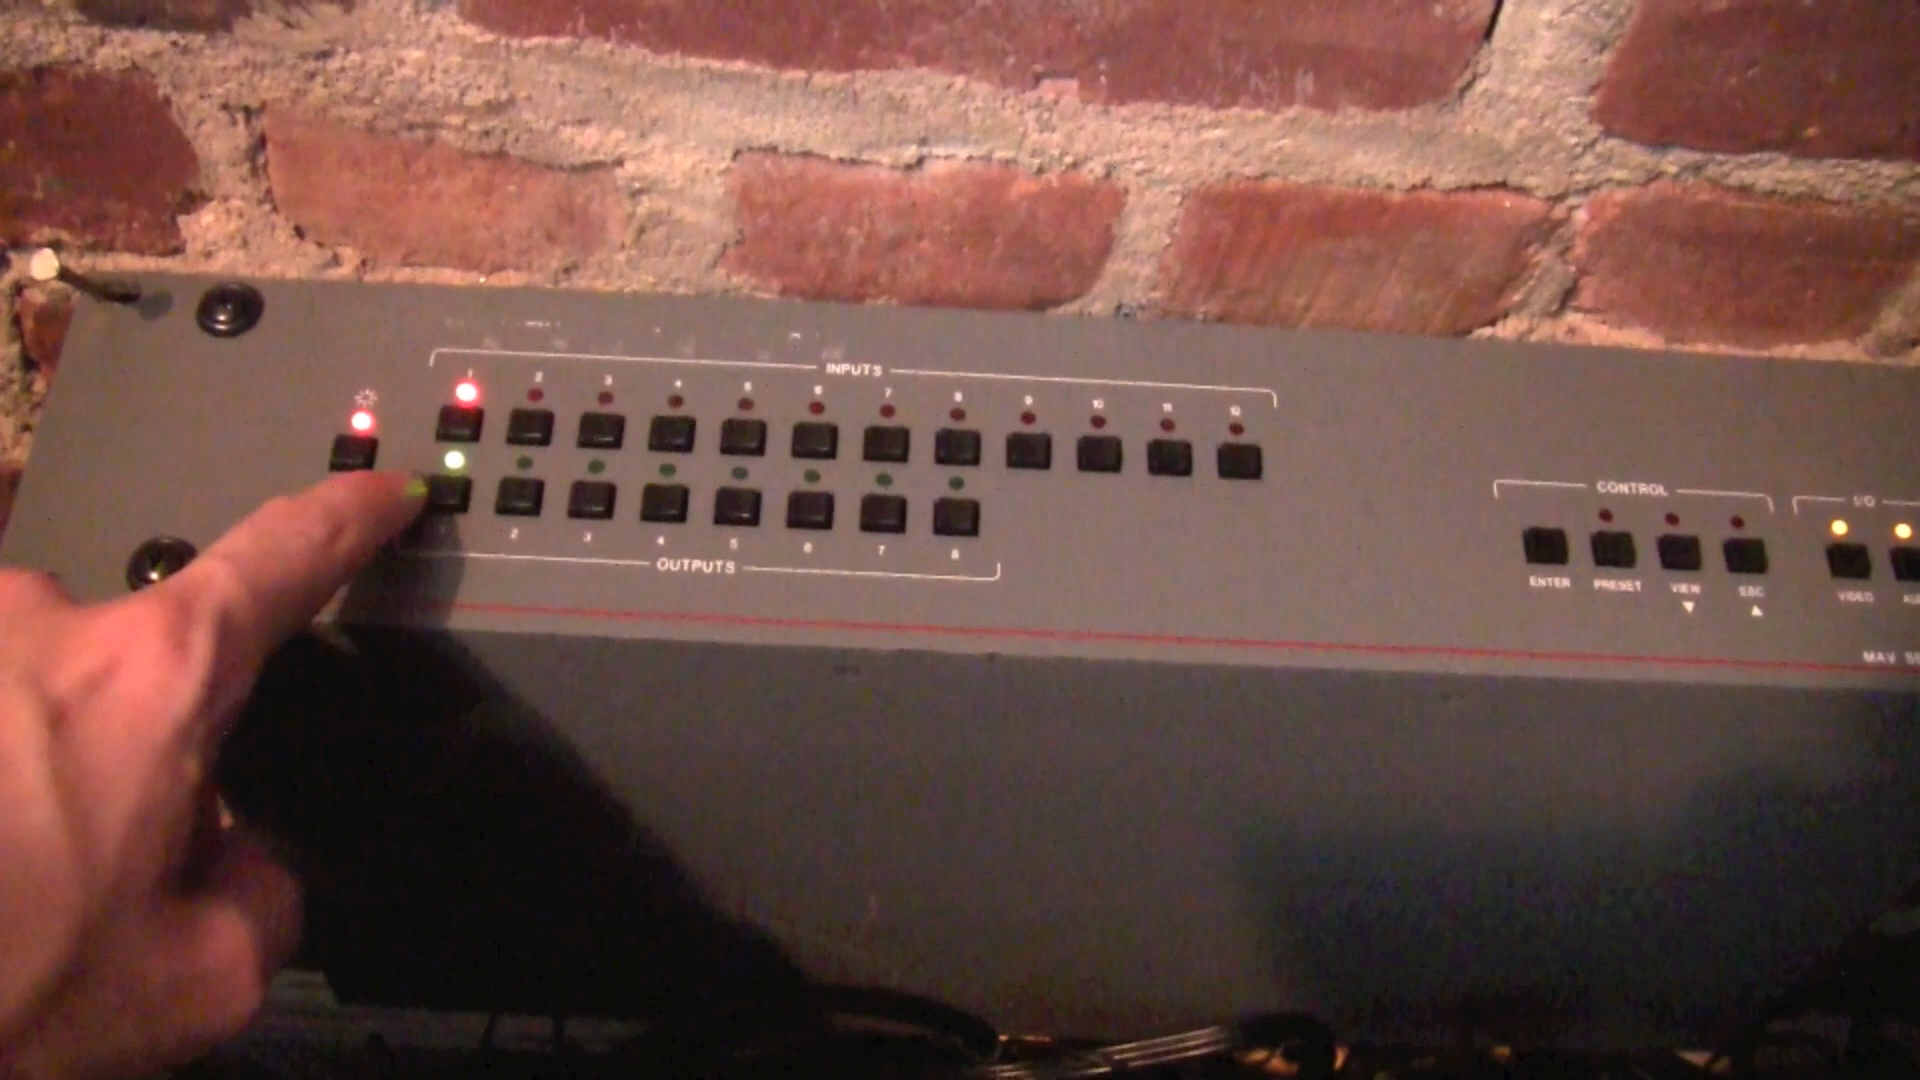 INPUTS
1 2 3 4 5 6 7 8 9 10 11 12
2 3 4 5 6 7 8
OUTPUTS
CONTROL
ENTER PRESET VIEW ESC
I/O
VIDEO
MAV